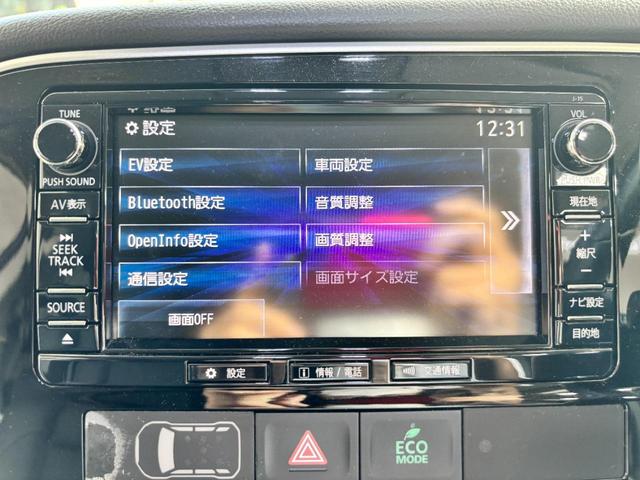 J-15
TUNE
VOL
設定
12:31
PUSH SOUND
PUSH PWR
EV設定
車両設定
AV表示
Bluetooth設定
音質調整
現在地
SEEK
TRACK
OpenInfo設定
画質調整
+
縮尺
−
通信設定
画面サイズ設定
SOURCE
画面OFF
ナビ設定
目的地
設定
情報 / 電話
交通情報
ECO
MODE